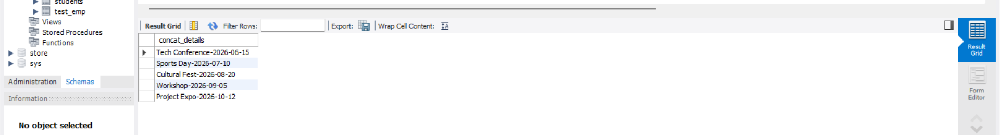 students
test_emp
Views
Stored Procedures
Functions
store
sys
Administration Schemas
Information
No object selected
Result Grid Filter Rows: Export: Wrap Cell Content:
concat_details
Tech Conference-2026-06-15
Sports Day-2026-07-10
Cultural Fest-2026-08-20
Workshop-2026-09-05
Project Expo-2026-10-12
Result
Grid
Form
Editor